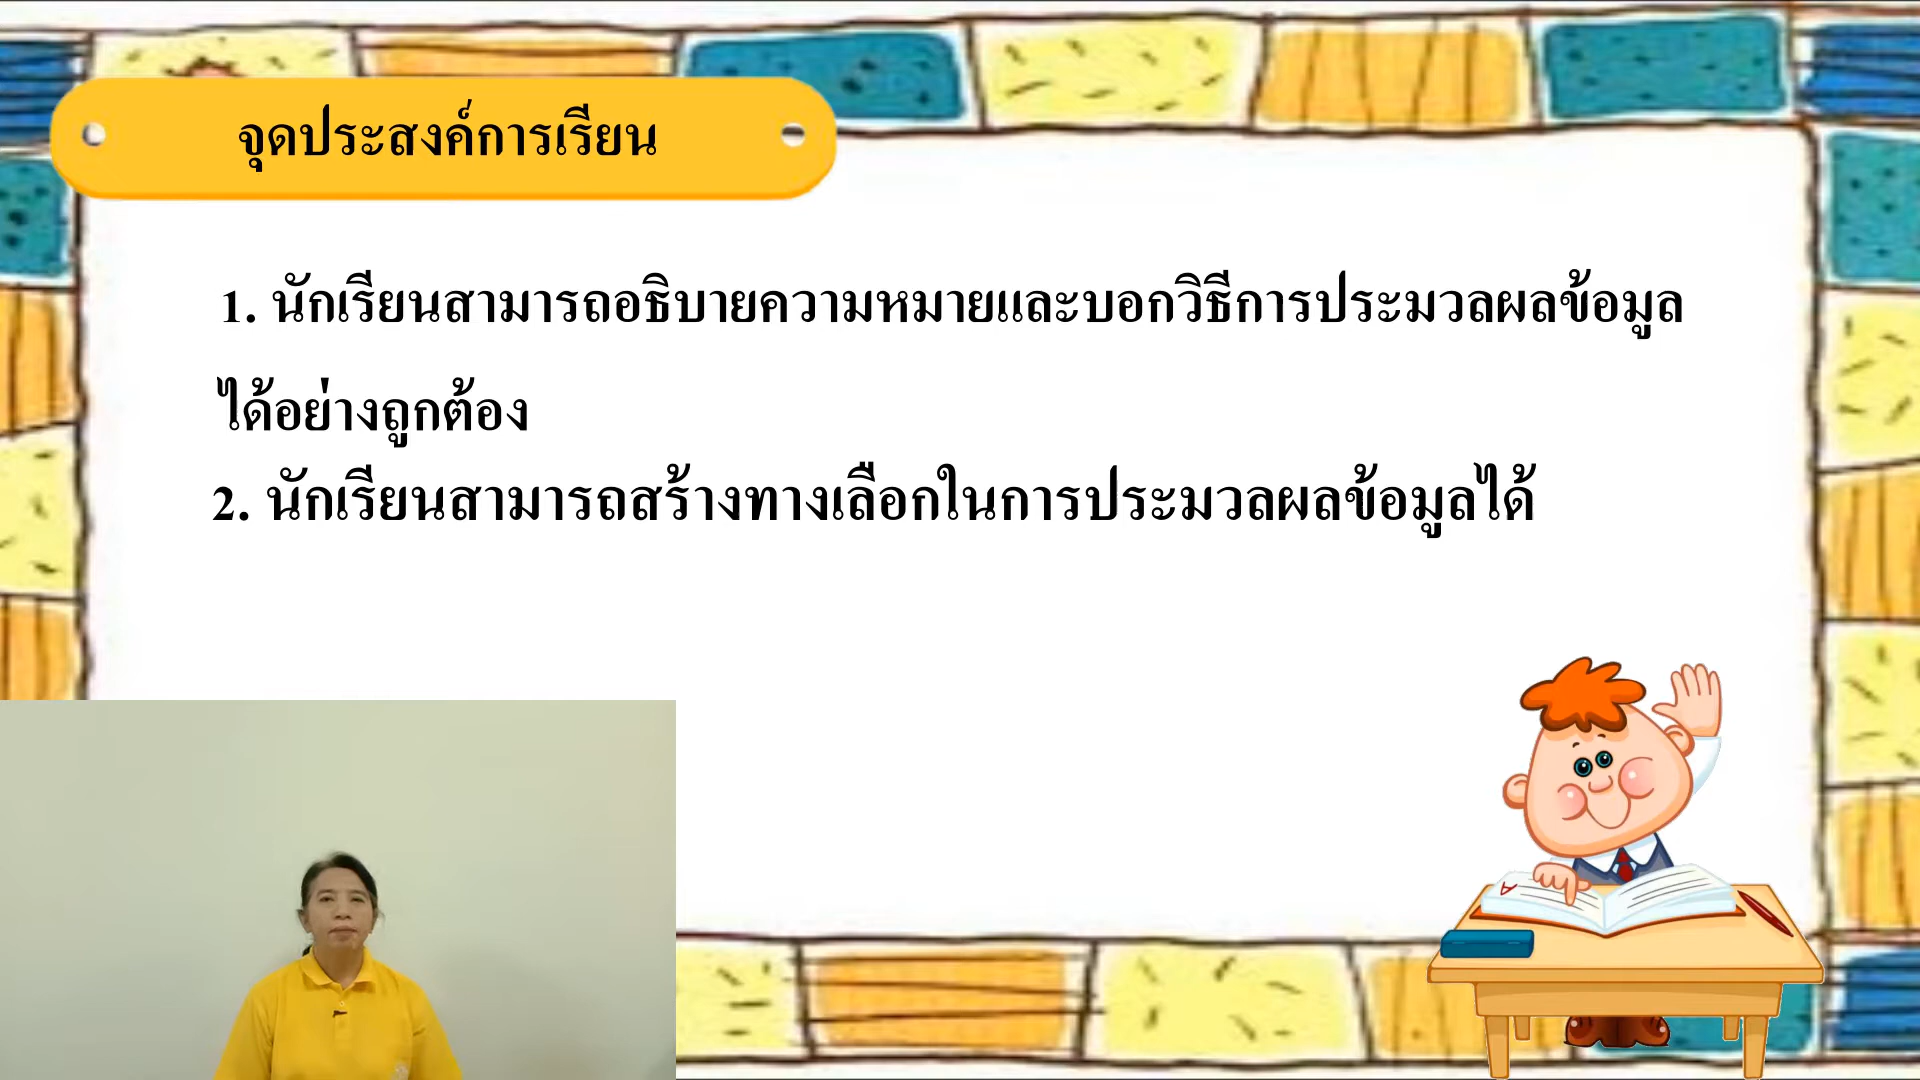 จุดประสงค์การเรียน
1. นักเรียนสามารถอธิบายความหมายและบอกวิธีการประมวลผลข้อมูล
ได้อย่างถูกต้อง
2. นักเรียนสามารถสร้างทางเลือกในการประมวลผลข้อมูลได้
A